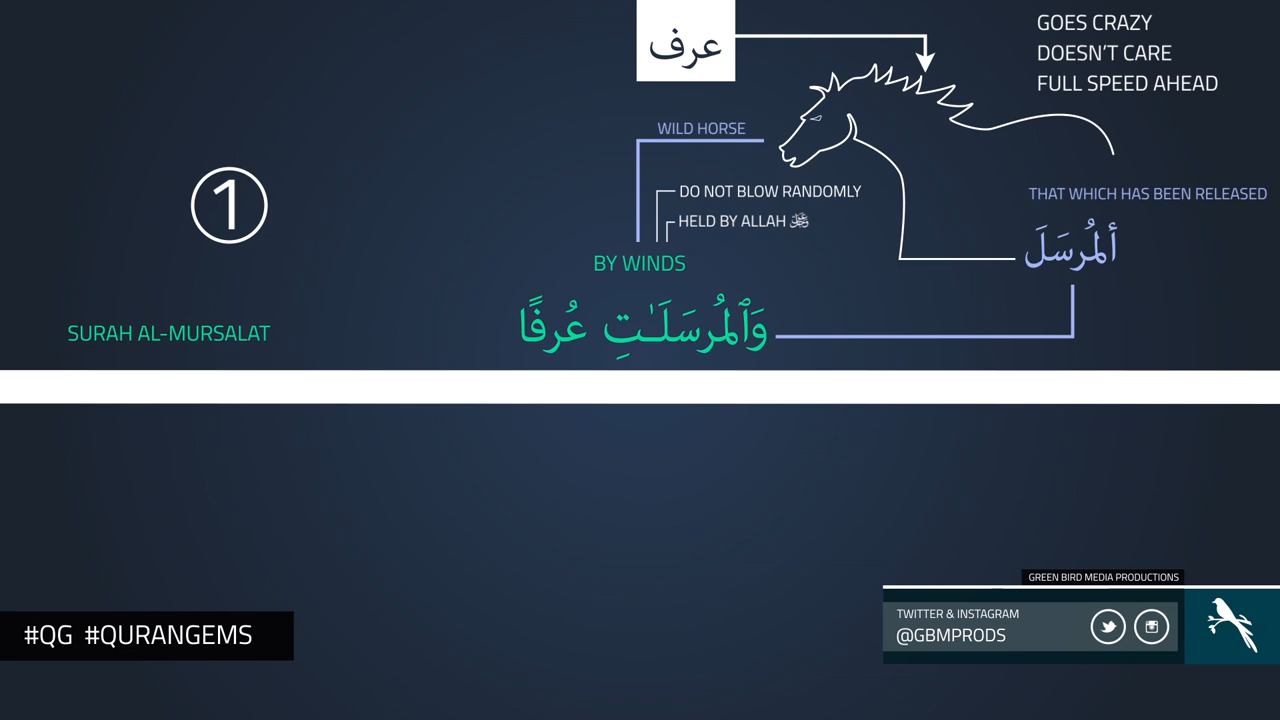 عرف
GOES CRAZY
DOESN'T CARE
FULL SPEED AHEAD
WILD HORSE
1
DO NOT BLOW RANDOMLY
HELD BY ALLAH ﷻ
THAT WHICH HAS BEEN RELEASED
ألمُرسَلَ
BY WINDS
وَٱلْمُرسَلَـٰتِ عُرفًا
SURAH AL-MURSALAT
GREEN BIRD MEDIA PRODUCTIONS
TWITTER & INSTAGRAM
@GBMPRODS
#QG #QURANGEMS